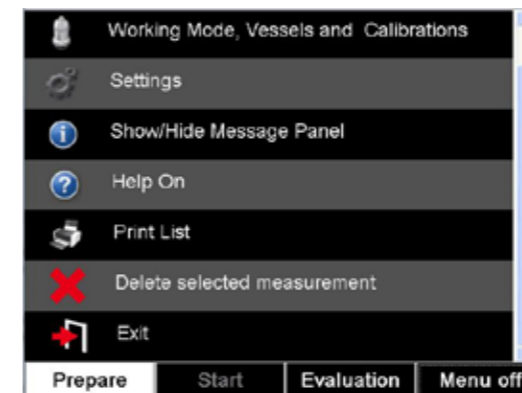 Working Mode, Vessels and Calibrations
Settings
Show/Hide Message Panel
Help On
Print List
Delete selected measurement
Exit
Prepare Start Evaluation Menu off